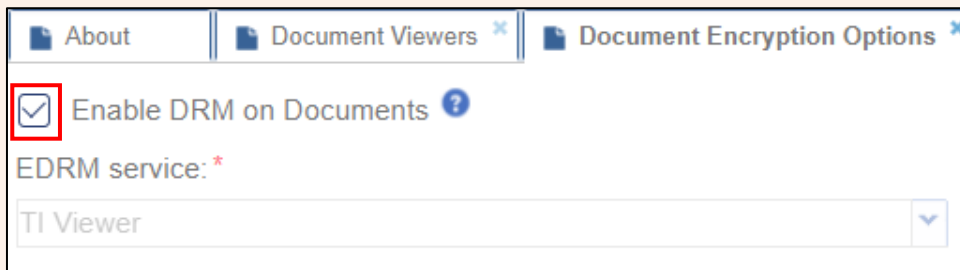 About Document Viewers Document Encryption Options
Enable DRM on Documents ?
EDRM service: *
TI Viewer